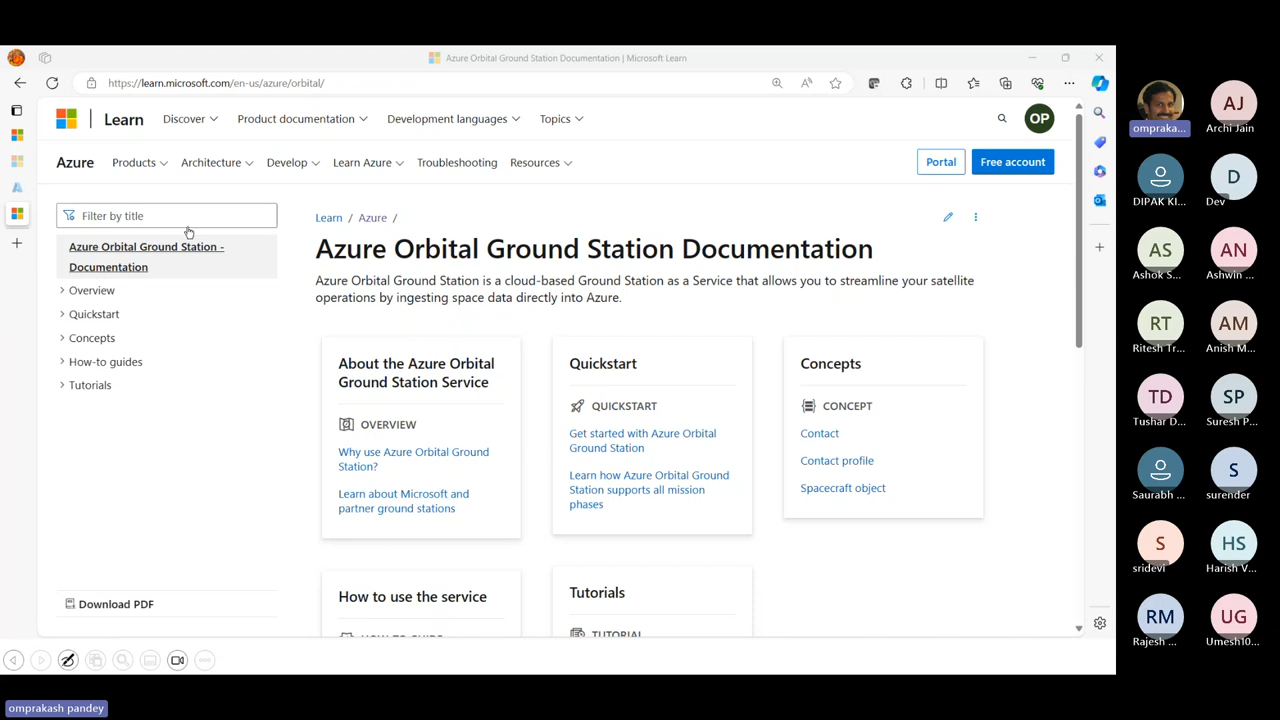 Azure Orbital Ground Station Documentation | Microsoft Learn
https://learn.microsoft.com/en-us/azure/orbital/
Learn
Discover
Product documentation
Development languages
Topics
OP
Azure
Products
Architecture
Develop
Learn Azure
Troubleshooting
Resources
Portal
Free account
Filter by title
Azure Orbital Ground Station -
Documentation
Overview
Quickstart
Concepts
How-to guides
Tutorials
Download PDF
Learn / Azure /
Azure Orbital Ground Station Documentation
Azure Orbital Ground Station is a cloud-based Ground Station as a Service that allows you to streamline your satellite
operations by ingesting space data directly into Azure.
About the Azure Orbital
Ground Station Service
OVERVIEW
Why use Azure Orbital Ground
Station?
Learn about Microsoft and
partner ground stations
Quickstart
QUICKSTART
Get started with Azure Orbital
Ground Station
Learn how Azure Orbital Ground
Station supports all mission
phases
Concepts
CONCEPT
Contact
Contact profile
Spacecraft object
How to use the service
HOW-TO GUIDE
Tutorials
TUTORIAL
ompraka...
AJ
Archi Jain
DIPAK KI...
D
Dev
AS
Ashok S...
AN
Ashwin ...
RT
Ritesh Tr...
AM
Anish M...
TD
Tushar D...
SP
Suresh P...
Saurabh ...
S
surender
S
sridevi
HS
Harish V...
RM
Rajesh ...
UG
Umesh10...
omprakash pandey